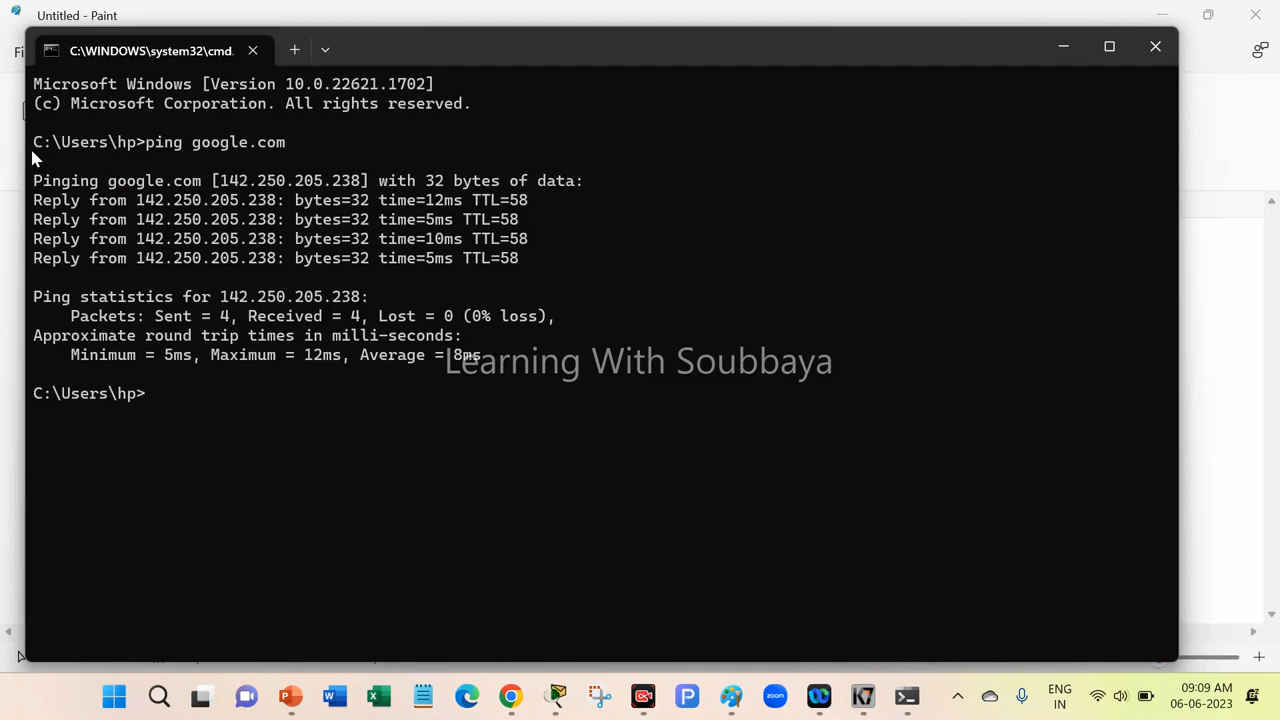 Untitled - Paint
Fi
C:\WINDOWS\system32\cmd.
Microsoft Windows [Version 10.0.22621.1702]
(c) Microsoft Corporation. All rights reserved.
C:\Users\hp>ping google.com
Pinging google.com [142.250.205.238] with 32 bytes of data:
Reply from 142.250.205.238: bytes=32 time=12ms TTL=58
Reply from 142.250.205.238: bytes=32 time=5ms TTL=58
Reply from 142.250.205.238: bytes=32 time=10ms TTL=58
Reply from 142.250.205.238: bytes=32 time=5ms TTL=58
Ping statistics for 142.250.205.238:
Packets: Sent = 4, Received = 4, Lost = 0 (0% loss),
Approximate round trip times in milli-seconds:
Minimum = 5ms, Maximum = 12ms, Average = 8ms
Learning With Soubbaya
C:\Users\hp>
zoom
ENG
IN
09:09 AM
06-06-2023